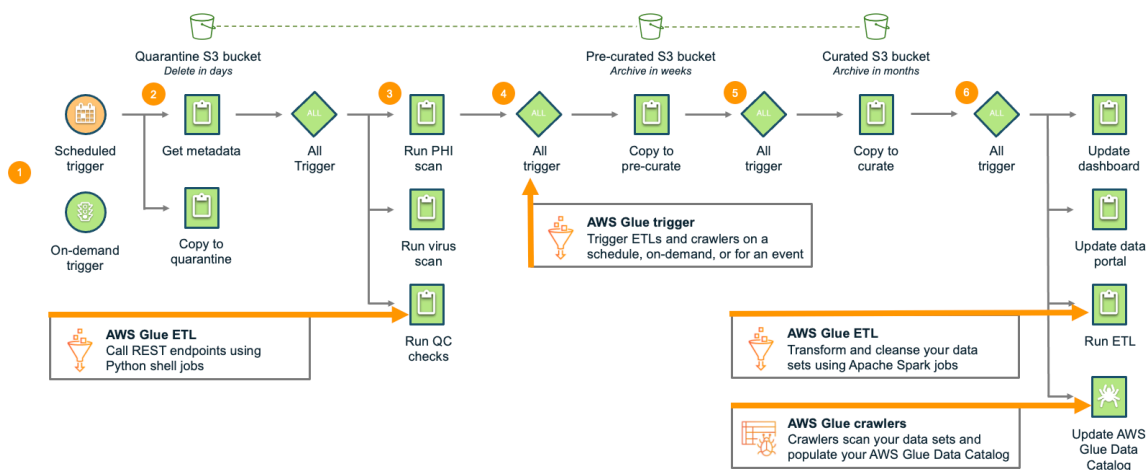 Quarantine S3 bucket
Delete in days
Pre-curated S3 bucket
Archive in weeks
Curated S3 bucket
Archive in months
1
2
3
4
5
6
ALL
ALL
ALL
ALL
Scheduled
trigger
Get metadata
All
Trigger
Run PHI
scan
All
trigger
Copy to
pre-curate
All
trigger
Copy to
curate
All
trigger
Update
dashboard
On-demand
trigger
Copy to
quarantine
Run virus
scan
AWS Glue trigger
Trigger ETLs and crawlers on a
schedule, on-demand, or for an event
Update data
portal
AWS Glue ETL
Call REST endpoints using
Python shell jobs
Run QC
checks
AWS Glue ETL
Transform and cleanse your data
sets using Apache Spark jobs
Run ETL
AWS Glue crawlers
Crawlers scan your data sets and
populate your AWS Glue Data Catalog
Update AWS
Glue Data
Catalog